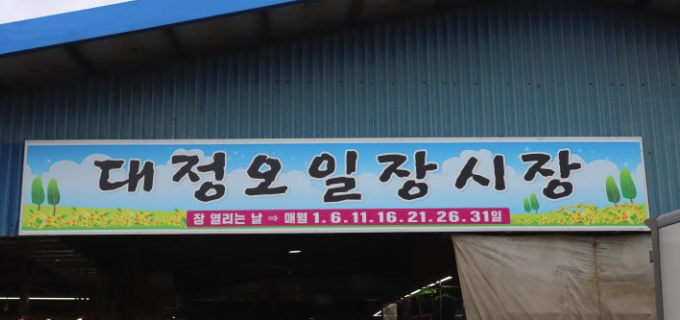 대정오일장시장
장 열리는 날 ⇒ 매월 1. 6. 11. 16. 21. 26. 31일